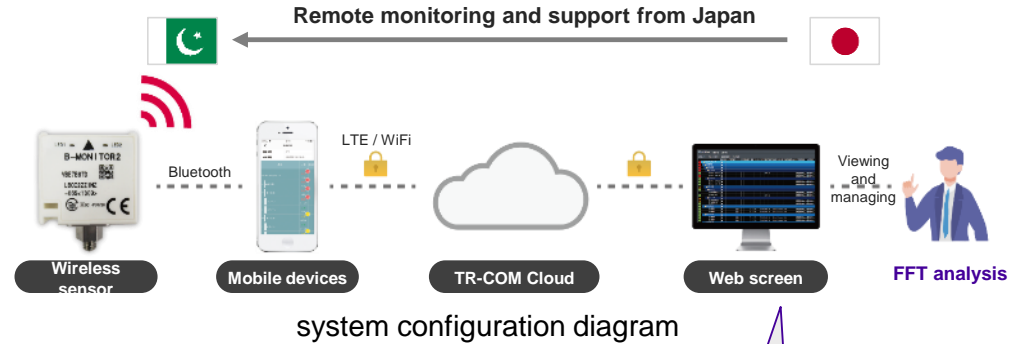 Remote monitoring and support from Japan
B-MONITOR2
LTE / WiFi
Bluetooth
Viewing
and
managing
Wireless
sensor
Mobile devices
TR-COM Cloud
Web screen
FFT analysis
system configuration diagram